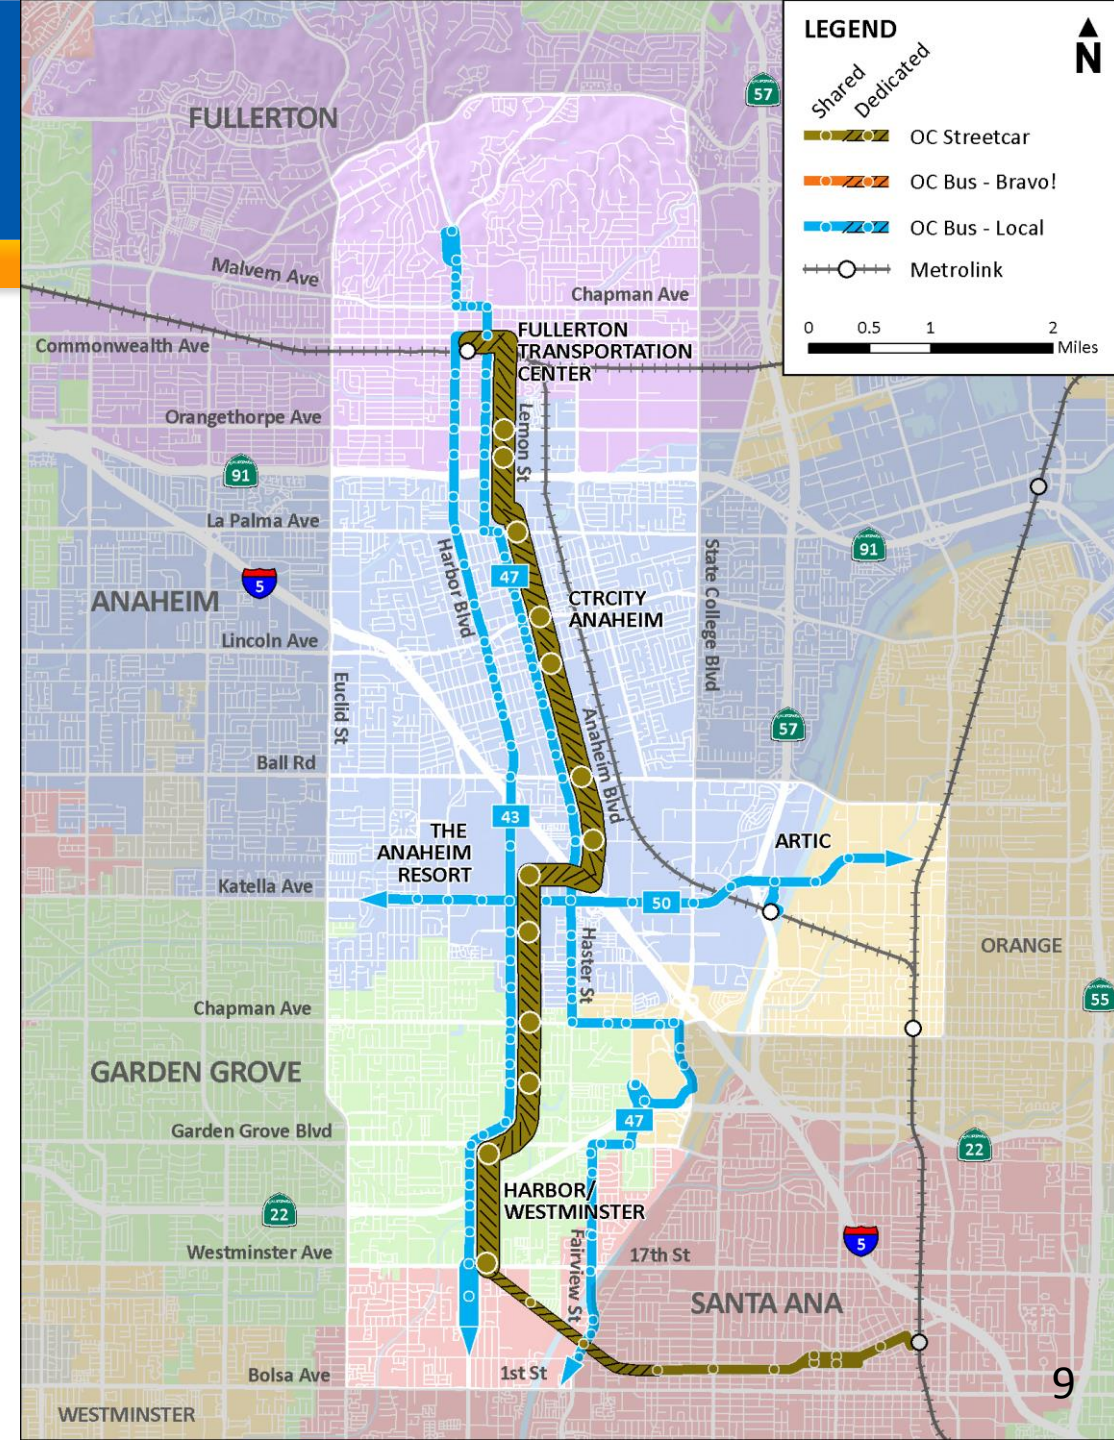 LEGEND
N
Shared
Dedicated
OC Streetcar
OC Bus - Bravo!
OC Bus - Local
Metrolink
0 0.5 1 2
Miles
57
FULLERTON
Malvern Ave
Chapman Ave
FULLERTON
TRANSPORTATION
CENTER
Commonwealth Ave
Orangethorpe Ave
Lemon St
91
La Palma Ave
Harbor Blvd
State College Blvd
91
5
47
ANAHEIM
CTRCITY
ANAHEIM
Lincoln Ave
Euclid St
Anaheim Blvd
57
Ball Rd
43
THE
ANAHEIM
RESORT
ARTIC
Katella Ave
50
Haster St
ORANGE
Chapman Ave
55
GARDEN GROVE
Garden Grove Blvd
47
22
HARBOR/
WESTMINSTER
22
Westminster Ave
Fairview St
17th St
5
SANTA ANA
Bolsa Ave
1st St
WESTMINSTER
9